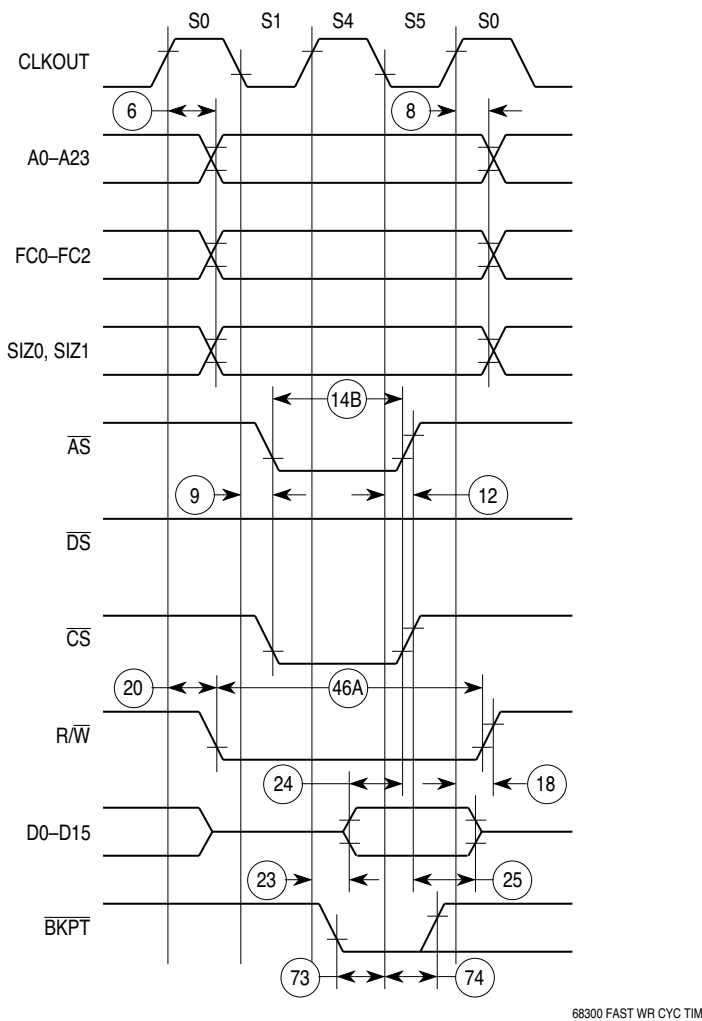 S0 S1 S4 S5 S0
CLKOUT
6 8
A0–A23
FC0–FC2
SIZ0, SIZ1
14B
AS
9 12
DS
CS
20 46A
R/W
24 18
D0–D15
23 25
BKPT
73 74
68300 FAST WR CYC TIM